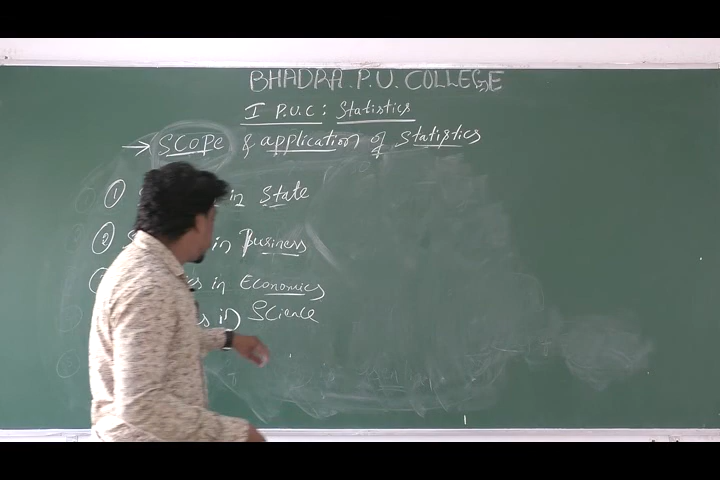 BHADRA. P. U. COLLEGE
I P.U.C: Statistics
→ SCOPE & application of Statistics
① in State
② in Business
in Economics
in Science